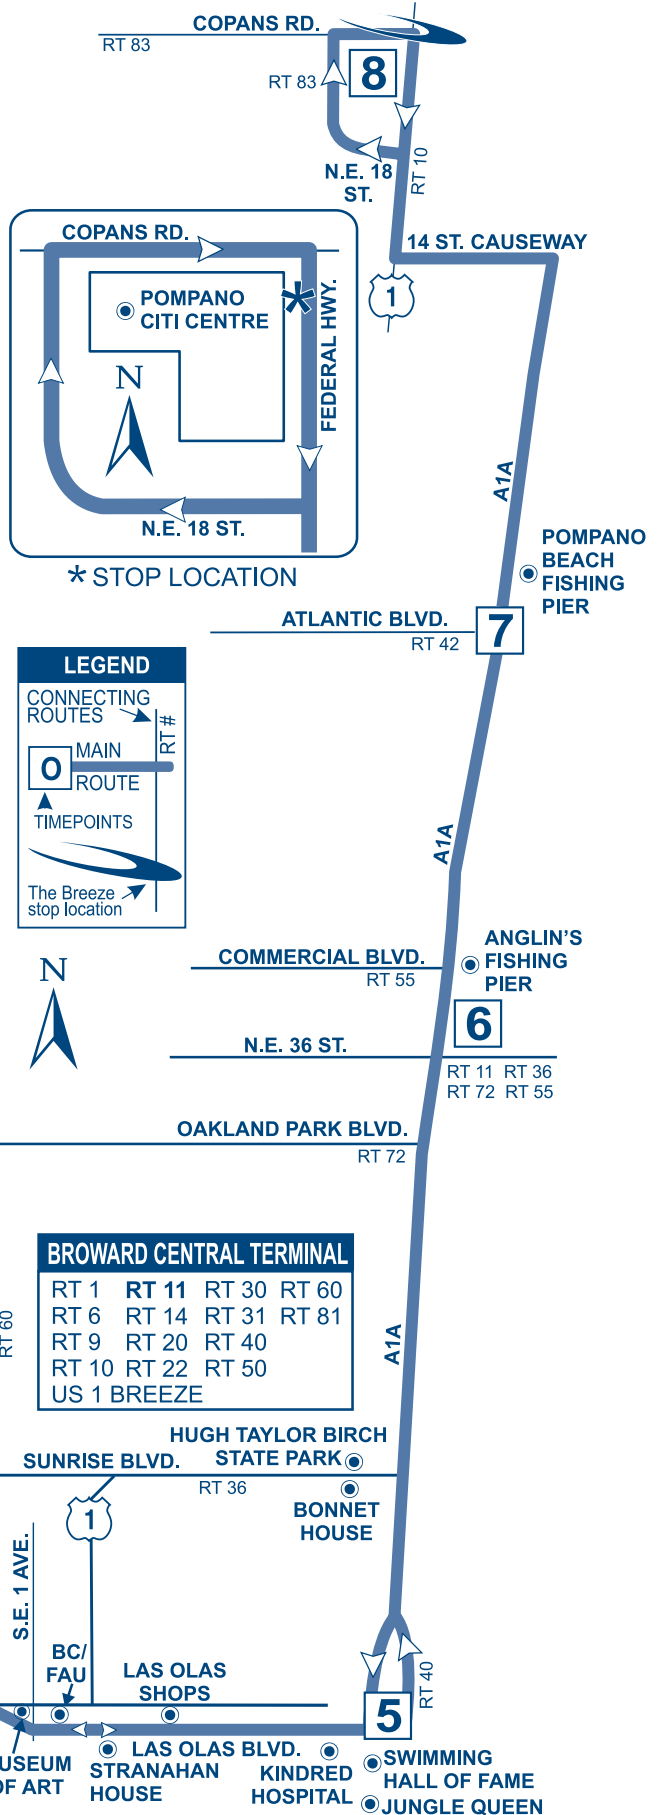 COPANS RD.
RT 83
RT 83
8
N.E. 18
ST.
RT 10
14 ST. CAUSEWAY
1
COPANS RD.
POMPANO
CITI CENTRE
*
FEDERAL HWY.
N
N.E. 18 ST.
* STOP LOCATION
A1A
POMPANO
BEACH
FISHING
PIER
ATLANTIC BLVD.
RT 42
7
LEGEND
CONNECTING
ROUTES
RT #
O
MAIN
ROUTE
TIMEPOINTS
The Breeze
stop location
A1A
N
COMMERCIAL BLVD.
RT 55
ANGLIN'S
FISHING
PIER
6
N.E. 36 ST.
RT 11 RT 36
RT 72 RT 55
OAKLAND PARK BLVD.
RT 72
BROWARD CENTRAL TERMINAL
RT 1 RT 11 RT 30 RT 60
RT 6 RT 14 RT 31 RT 81
RT 9 RT 20 RT 40
RT 10 RT 22 RT 50
US 1 BREEZE
RT 60
A1A
HUGH TAYLOR BIRCH
STATE PARK
SUNRISE BLVD.
RT 36
BONNET
HOUSE
1
S.E. 1 AVE.
BC/
FAU
LAS OLAS
SHOPS
RT 40
5
LAS OLAS BLVD.
USEUM
OF ART
STRANAHAN
HOUSE
KINDRED
HOSPITAL
SWIMMING
HALL OF FAME
JUNGLE QUEEN